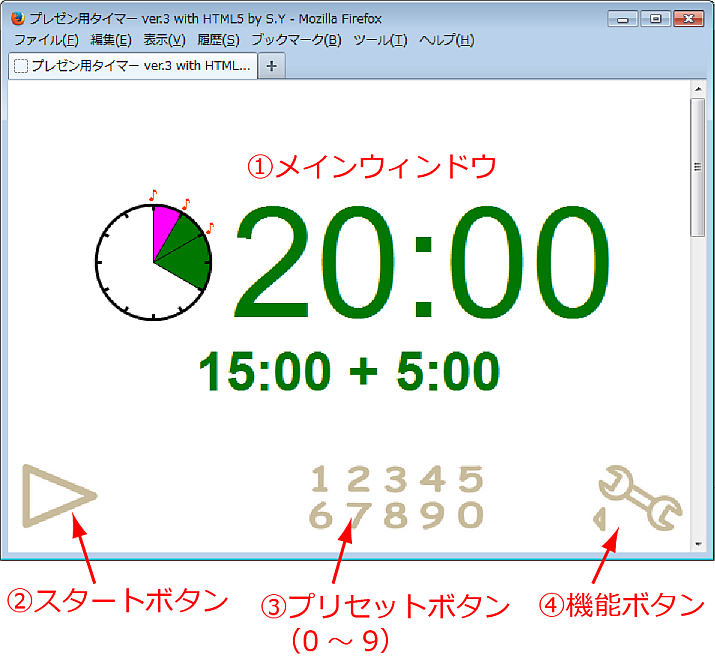 プレゼン用タイマー ver.3 with HTML5 by S.Y - Mozilla Firefox
ファイル(F) 編集(E) 表示(V) 履歴(S) ブックマーク(B) ツール(T) ヘルプ(H)
プレゼン用タイマー ver.3 with HTML... +
①メインウィンドウ
20:00
15:00 + 5:00
1 2 3 4 5
6 7 8 9 0
②スタートボタン
③プリセットボタン
(0 ～ 9)
④機能ボタン